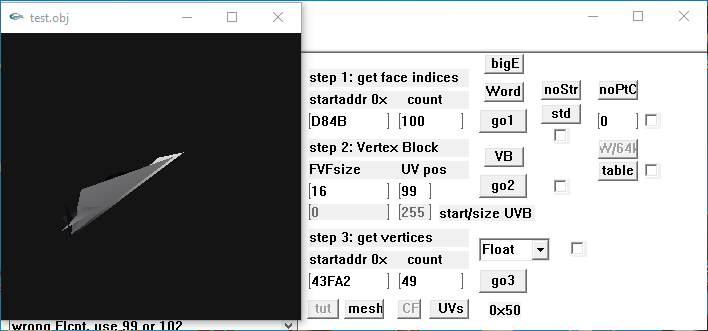 test.obj
bigE
step 1: get face indices
Word noStr noPtC
startaddr 0x count
std
D84B 100 go1 0
step 2: Vertex Block
VB
FVFsize UV pos
table
16 99 go2
0 255 start/size UVB
step 3: get vertices
Float
startaddr 0x count
43FA2 49 go3
tut mesh CF UVs 0x50
wrong FIcnt, use 99 or 102